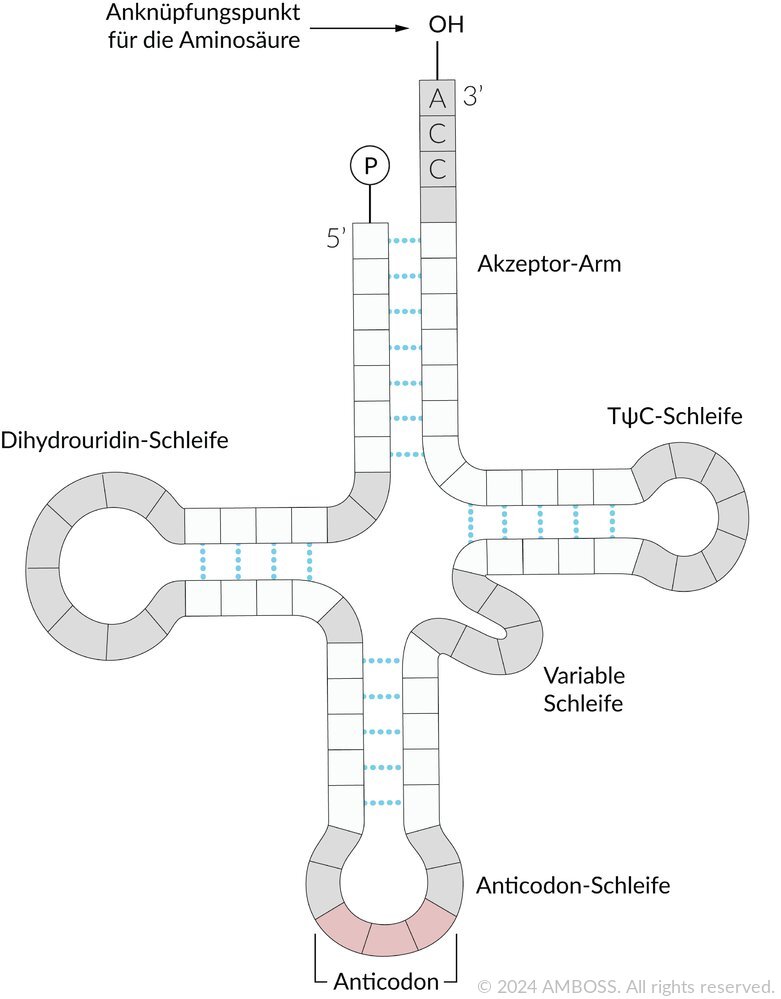 Anknüpfungspunkt
für die Aminosäure
OH
A
3’
C
C
P
5’
Akzeptor-Arm
TψC-Schleife
Dihydrouridin-Schleife
Variable
Schleife
Anticodon-Schleife
Anticodon
© 2024 AMBOSS. All rights reserved.